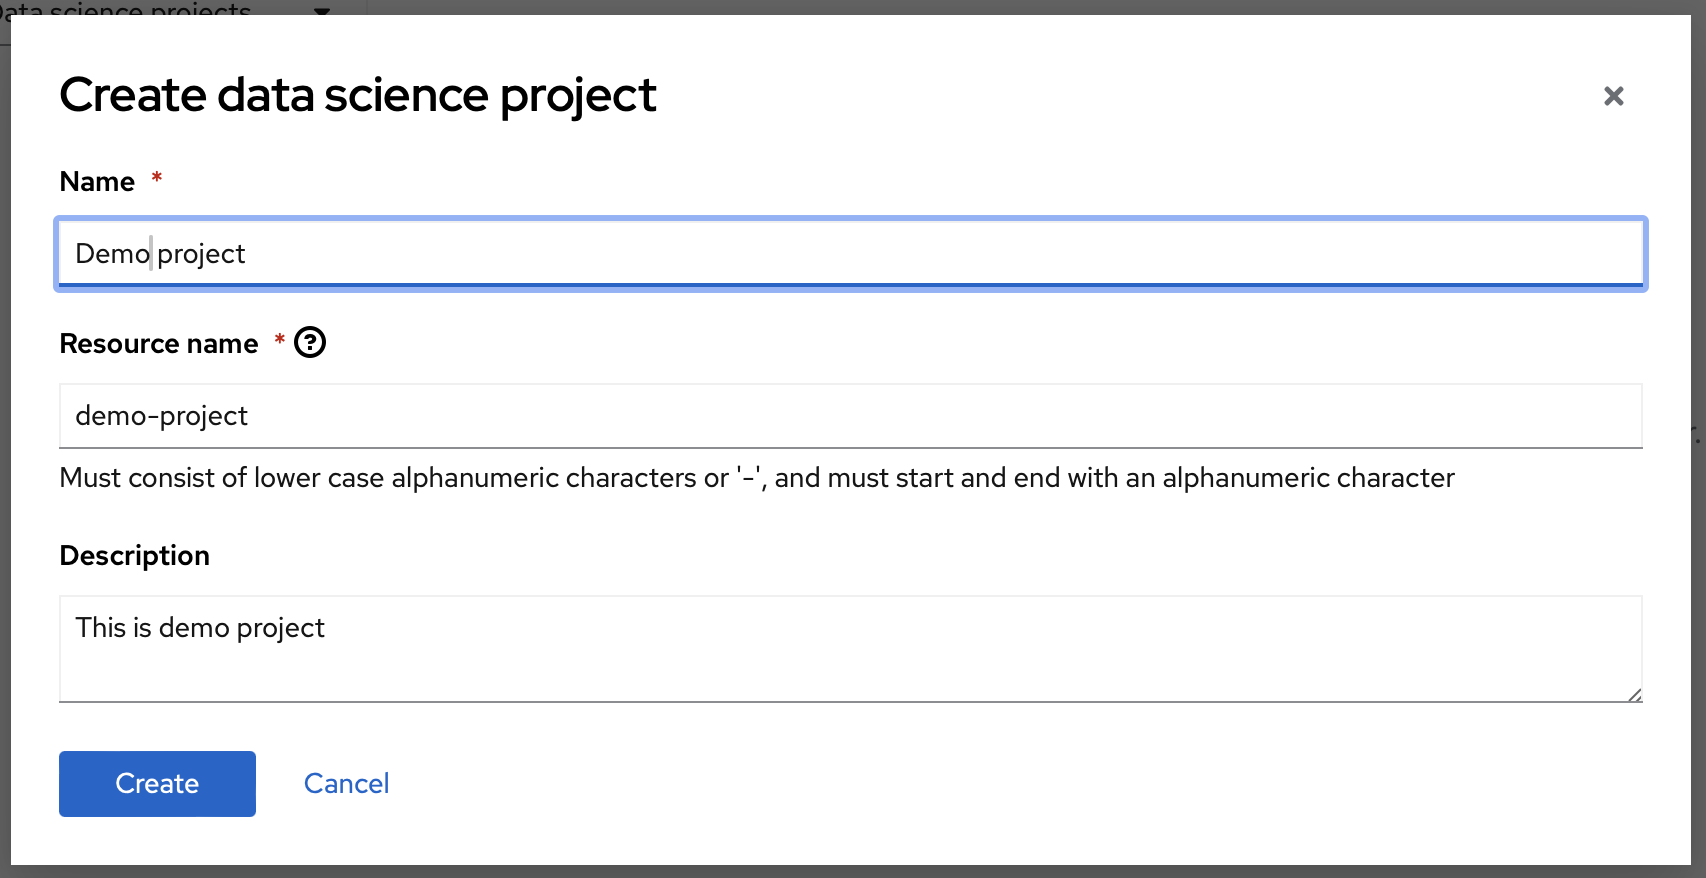 Data science projects
Create data science project
Name *
Demo project
Resource name *
demo-project
Must consist of lower case alphanumeric characters or '-', and must start and end with an alphanumeric character
Description
This is demo project
Create Cancel